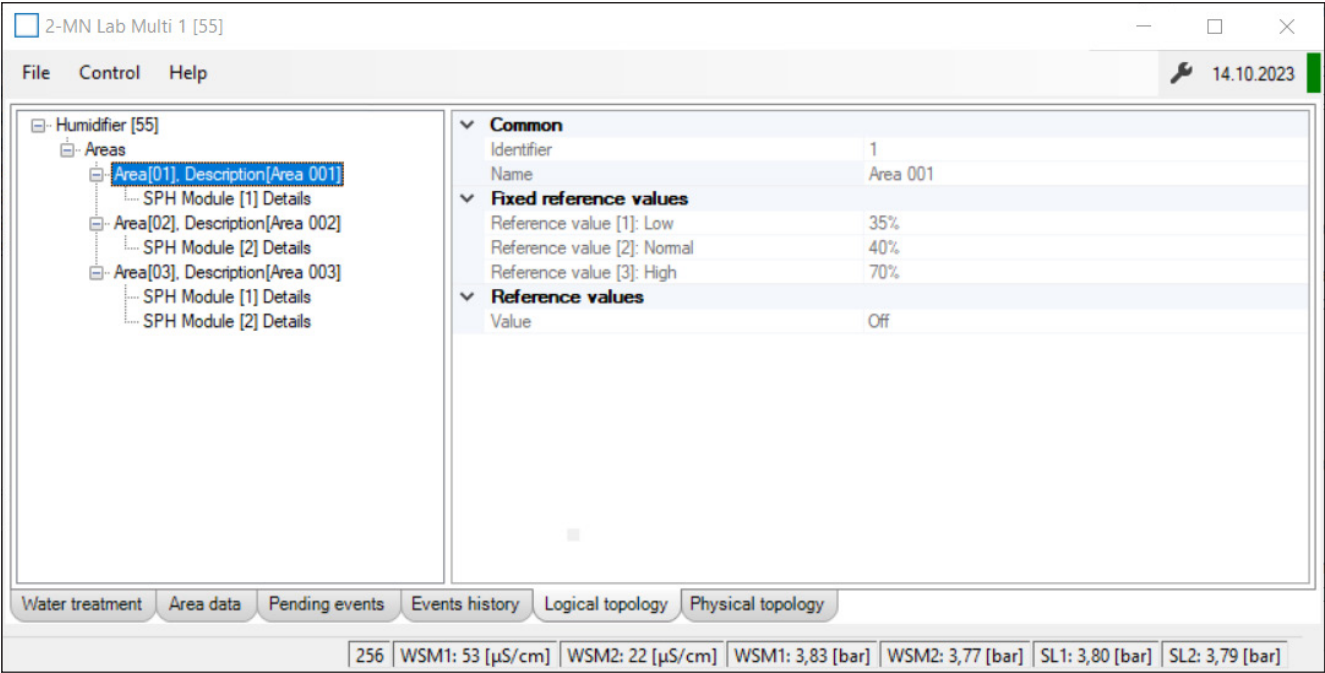 2-MN Lab Multi 1 [55]
File Control Help 14.10.2023
Humidifier [55]
Areas
Area[01], Description[Area 001]
SPH Module [1] Details
Area[02], Description[Area 002]
SPH Module [2] Details
Area[03], Description[Area 003]
SPH Module [1] Details
SPH Module [2] Details
Common
Identifier 1
Name Area 001
Fixed reference values
Reference value [1]: Low 35%
Reference value [2]: Normal 40%
Reference value [3]: High 70%
Reference values
Value Off
Water treatment Area data Pending events Events history Logical topology Physical topology
256 WSM1: 53 [µS/cm] WSM2: 22 [µS/cm] WSM1: 3,83 [bar] WSM2: 3,77 [bar] SL1: 3,80 [bar] SL2: 3,79 [bar]